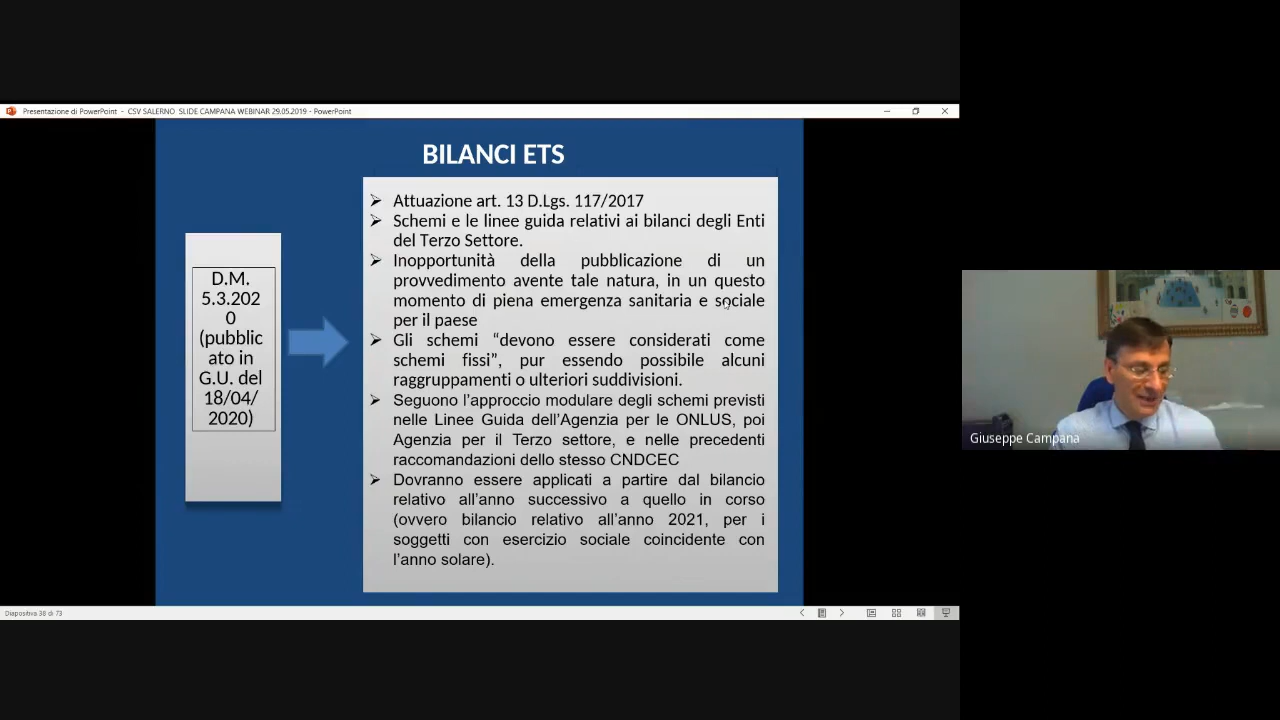 Presentazione di PowerPoint - CSV SALERNO SLIDE CAMPANA WEBINAR 29.05.2019 - PowerPoint
BILANCI ETS
D.M.
5.3.202
0
(pubblic
ato in
G.U. del
18/04/
2020)
➢ Attuazione art. 13 D.Lgs. 117/2017
➢ Schemi e le linee guida relativi ai bilanci degli Enti
del Terzo Settore.
➢ Inopportunità della pubblicazione di un
provvedimento avente tale natura, in un questo
momento di piena emergenza sanitaria e sociale
per il paese
➢ Gli schemi “devono essere considerati come
schemi fissi”, pur essendo possibile alcuni
raggruppamenti o ulteriori suddivisioni.
➢ Seguono l’approccio modulare degli schemi previsti
nelle Linee Guida dell’Agenzia per le ONLUS, poi
Agenzia per il Terzo settore, e nelle precedenti
raccomandazioni dello stesso CNDCEC
➢ Dovranno essere applicati a partire dal bilancio
relativo all’anno successivo a quello in corso
(ovvero bilancio relativo all’anno 2021, per i
soggetti con esercizio sociale coincidente con
l’anno solare).
Diapositiva 38 di 73
Giuseppe Campana